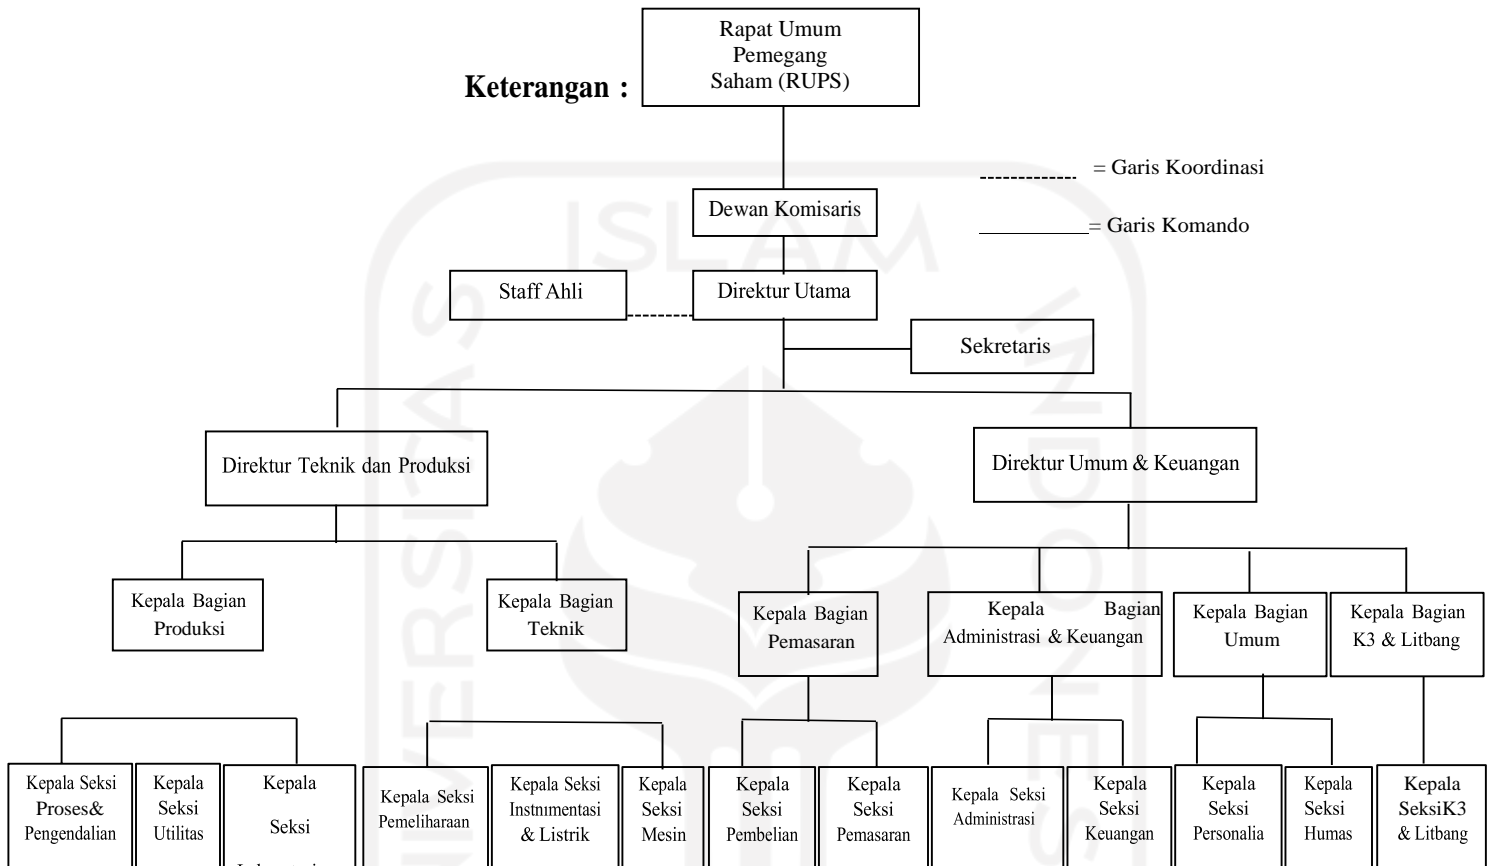 Rapat Umum
Pemegang
Saham (RUPS)
Keterangan :
= Garis Koordinasi
Dewan Komisaris
= Garis Komando
Staff Ahli
Direktur Utama
Sekretaris
Direktur Teknik dan Produksi
Direktur Umum & Keuangan
Kepala Bagian
Produksi
Kepala Bagian
Teknik
Kepala Bagian
Pemasaran
Kepala Bagian
Administrasi & Keuangan
Kepala Bagian
Umum
Kepala Bagian
K3 & Litbang
Kepala Seksi
Proses&
Pengendalian
Kepala
Seksi
Utilitas
Kepala
Seksi
Kepala Seksi
Pemeliharaan
Kepala Seksi
Instnımentasi
& Listrik
Kepala
Seksi
Mesin
Kepala
Seksi
Pembelian
Kepala
Seksi
Pemasaran
Kepala Seksi
Administrasi
Kepala
Seksi
Keuangan
Kepala
Seksi
Personalia
Kepala
Seksi
Humas
Kepala
SeksiK3
& Litbang
ISLAM